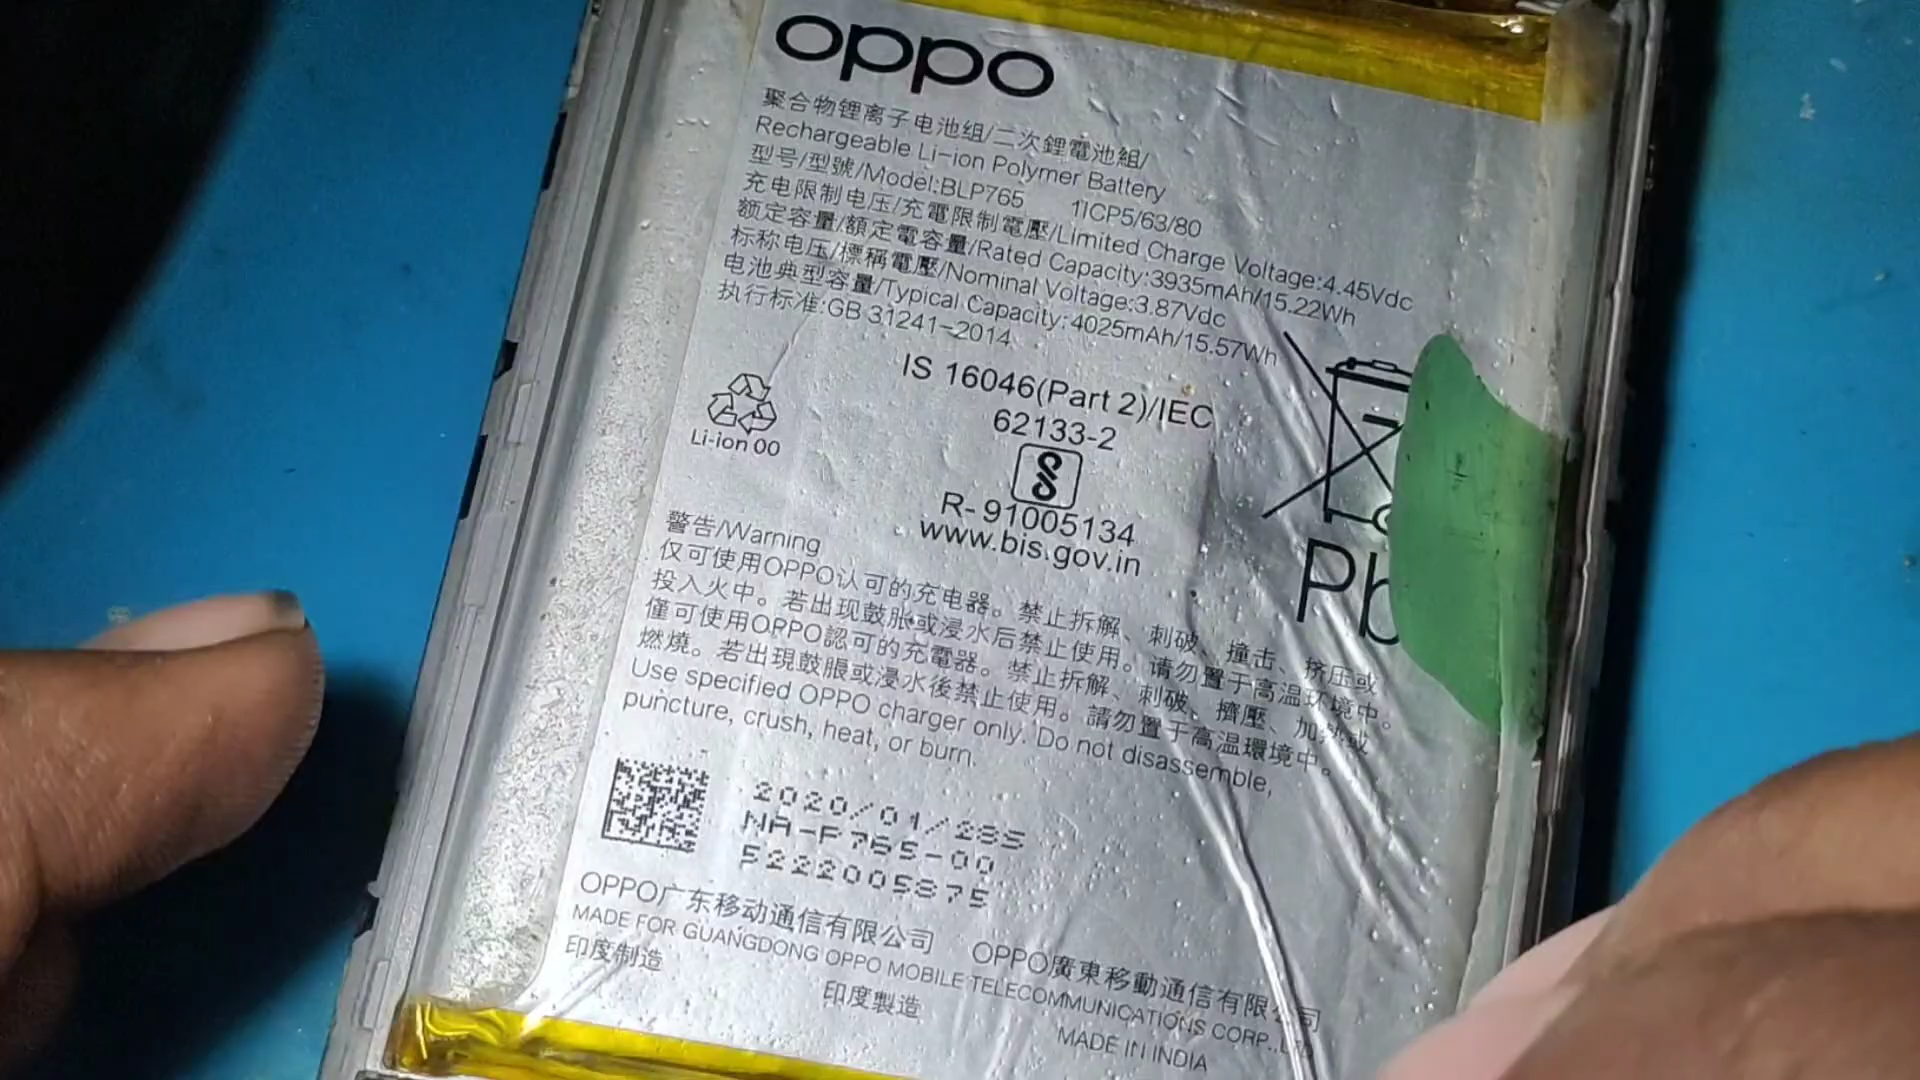 oppo
聚合物锂离子电池组/二次鋰電池組/
Rechargeable Li-ion Polymer Battery
型号/型號/Model:BLP765 1ICP5/63/80
充电限制电压/充電限制電壓/Limited Charge Voltage:4.45Vdc
额定容量/額定電容量/Rated Capacity:3935mAh/15.22Wh
标称电压/標稱電壓/Nominal Voltage:3.87Vdc
电池典型容量/Typical Capacity:4025mAh/15.57Wh
执行标准:GB 31241-2014
IS 16046(Part 2)/IEC
62133-2
Li-ion 00
R-91005134
www.bis.gov.in
Pb
警告/Warning
仅可使用OPPO认可的充电器。禁止拆解、刺破、撞击、挤压或
投入火中。若出现鼓胀或浸水后禁止使用。请勿置于高温环境中。
僅可使用OPPO認可的充電器。禁止拆解、刺破、擠壓、加熱或
燃燒。若出現鼓脹或浸水後禁止使用。請勿置于高温環境中。
Use specified OPPO charger only. Do not disassemble,
puncture, crush, heat, or burn.
2020/01/285
NA-F765-00
5222005875
OPPO广东移动通信有限公司 OPPO廣東移動通信有限公司
MADE FOR GUANGDONG OPPO MOBILE TELECOMMUNICATIONS CORP.,LTD
印度制造 印度製造 MADE IN INDIA